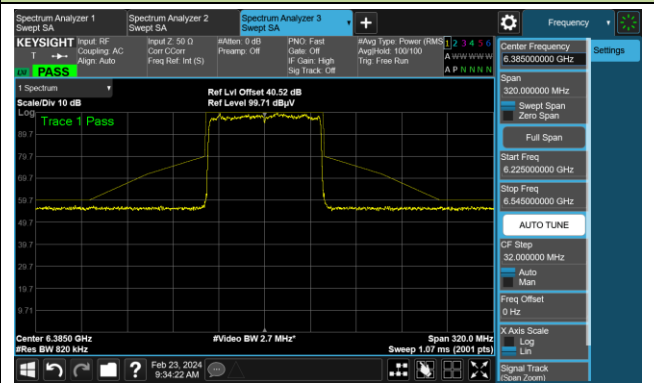 Spectrum Analyzer 1
Swept SA
Spectrum Analyzer 2
Swept SA
Spectrum Analyzer 3
Swept SA
Frequency
KEYSIGHT
T
PASS
Input: RF
Coupling: AC
Align: Auto
Input Z: 50 Ω
Corr CCorr
Freq Ref: Int (S)
#Atten: 0 dB
Preamp: Off
PNO: Fast
Gate: Off
IF Gain: High
Sig Track: Off
#Avg Type: Power (RMS)
Avg|Hold: 100/100
Trig: Free Run
1 2 3 4 5 6
A W W W W W
A P N N N N
Center Frequency
6.385000000 GHz
Settings
Span
320.000000 MHz
Swept Span
Zero Span
Full Span
Start Freq
6.225000000 GHz
Stop Freq
6.545000000 GHz
AUTO TUNE
CF Step
32.000000 MHz
Auto
Man
Freq Offset
0 Hz
X Axis Scale
Log
Lin
Signal Track
(Span Zoom)
1 Spectrum
Scale/Div 10 dB
Ref Lvl Offset 40.52 dB
Ref Level 99.71 dBµV
Log
Trace 1 Pass
89.7
79.7
69.7
59.7
49.7
39.7
29.7
19.7
9.71
Center 6.3850 GHz
#Res BW 820 kHz
#Video BW 2.7 MHz*
Span 320.0 MHz
Sweep 1.07 ms (2001 pts)
?
Feb 23, 2024
9:34:22 AM